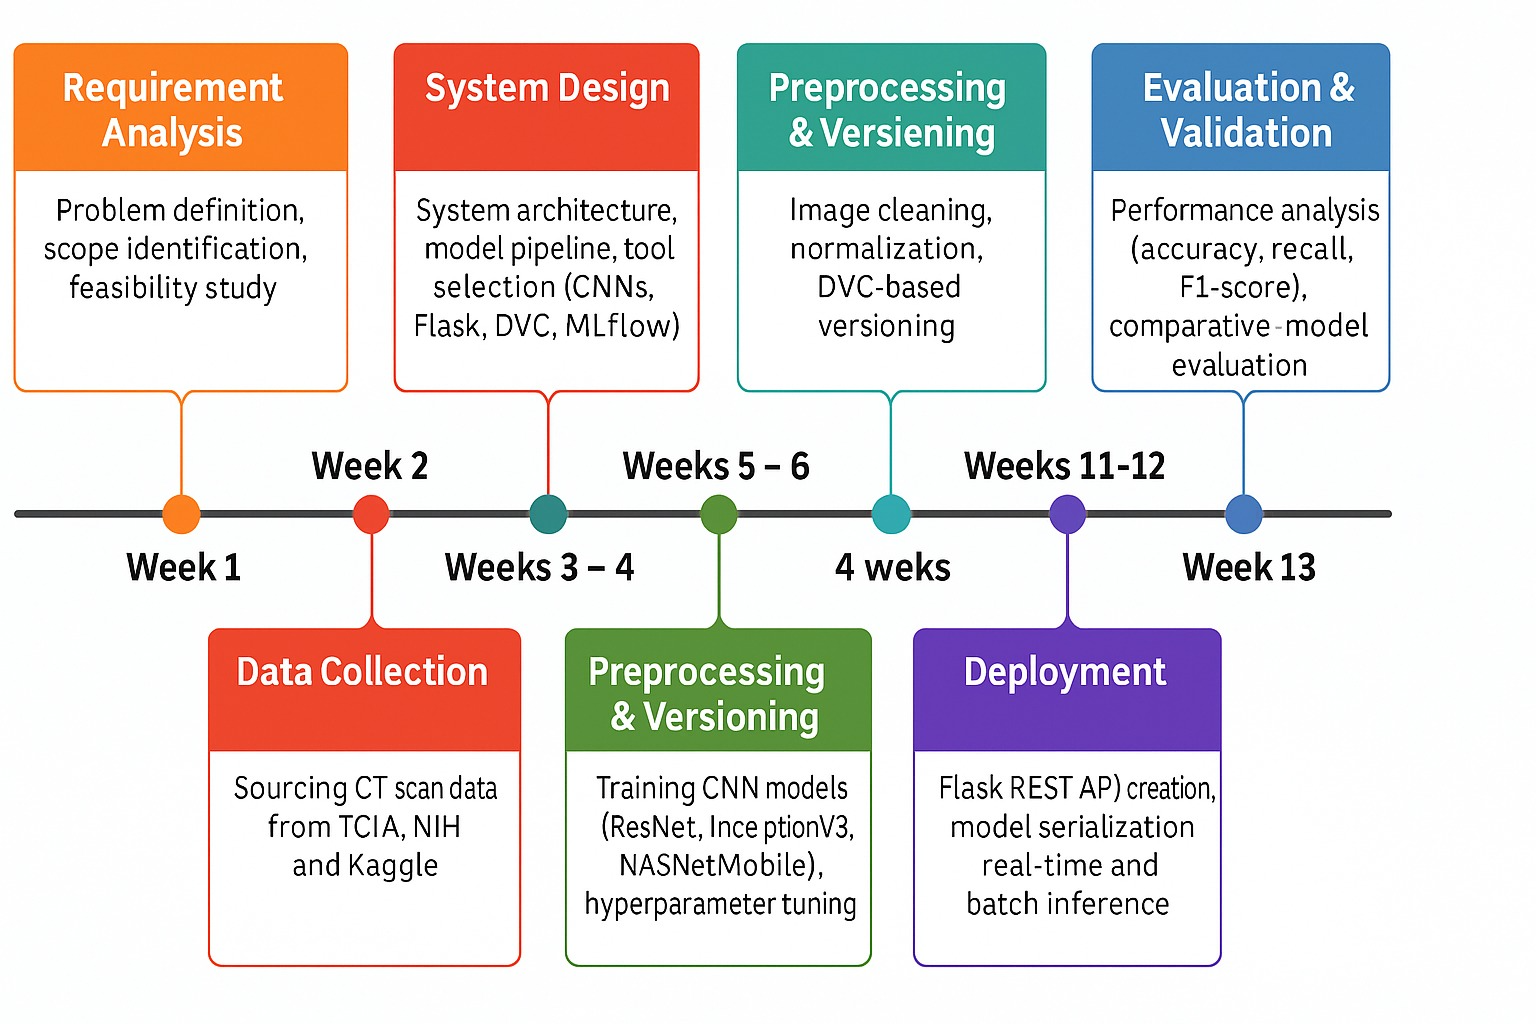 Requirement
Analysis
Problem definition,
scope identification,
feasibility study
System Design
System architecture,
model pipeline, tool
selection (CNNs,
Flask, DVC, MLflow)
Preprocessing
& Versiening
Image cleaning,
normalization,
DVC-based
versioning
Evaluation &
Validation
Performance analysis
(accuracy, recall,
F1-score),
comparative-model
evaluation
Week 1
Week 2
Weeks 3 – 4
Weeks 5 – 6
4 weks
Weeks 11-12
Week 13
Data Collection
Sourcing CT scan data
from TCIA, NIH
and Kaggle
Preprocessing
& Versioning
Training CNN models
(ResNet, Ince ptionV3,
NASNetMobile),
hyperparameter tuning
Deployment
Flask REST AP) creation,
model serialization
real-time and
batch inference